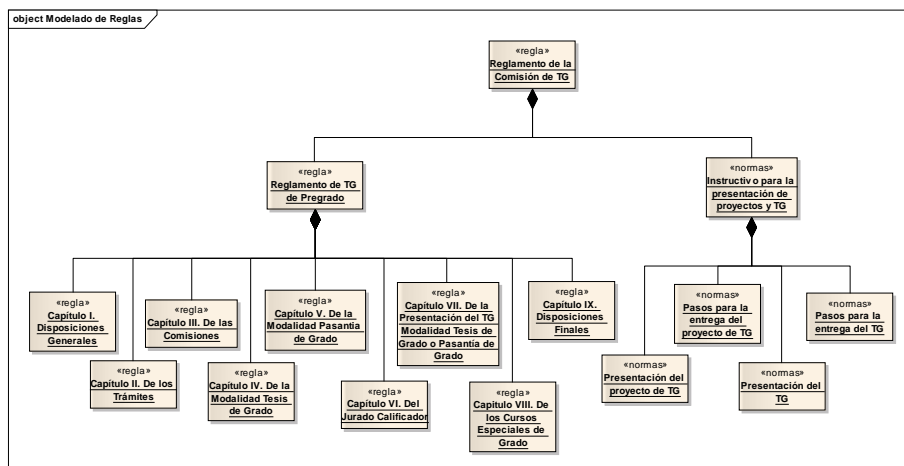 object Modelado de Reglas
«regla»
Reglamento de la
Comisión de TG
«regla»
Reglamento de TG
de Pregrado
«normas»
Instructivo para la
presentación de
proyectos y TG
«regla»
Capítulo I.
Disposiciones
Generales
«regla»
Capítulo III. De las
Comisiones
«regla»
Capítulo V. De la
Modalidad Pasantía
de Grado
«regla»
Capítulo VII. De la
Presentación del TG
Modalidad Tesis de
Grado o Pasantía de
Grado
«regla»
Capítulo IX.
Disposiciones
Finales
«normas»
Pasos para la
entrega del
proyecto de TG
«normas»
Pasos para la
entrega del TG
«regla»
Capítulo II. De los
Trámites
«regla»
Capítulo IV. De la
Modalidad Tesis
de Grado
«regla»
Capítulo VI. Del
Jurado Calificador
«regla»
Capitulo VIII. De
los Cursos
Especiales de
Grado
«normas»
Presentación del
proyecto de TG
«normas»
Presentación del
TG